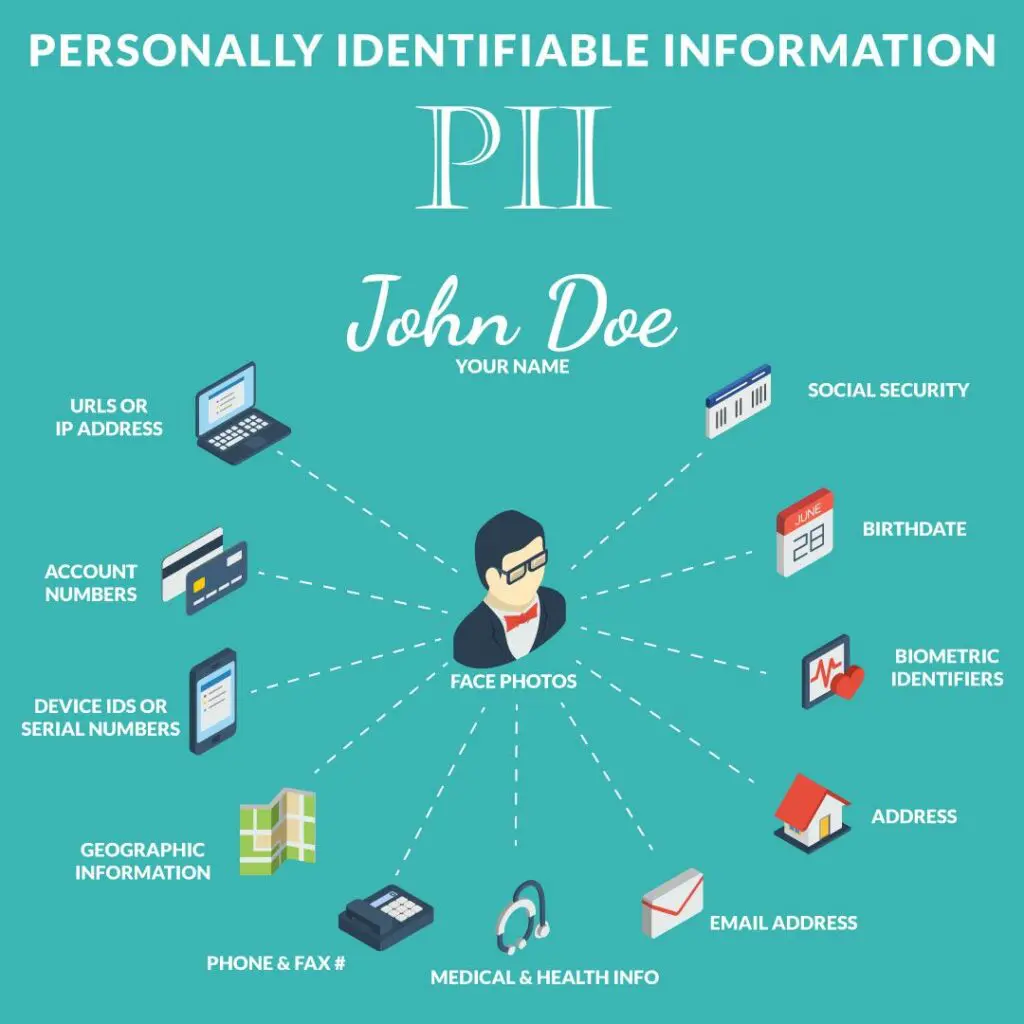 PERSONALLY IDENTIFIABLE INFORMATION
PII
John Doe
YOUR NAME
URLS OR
IP ADDRESS
SOCIAL SECURITY
JUNE
28
BIRTHDATE
ACCOUNT
NUMBERS
BIOMETRIC
IDENTIFIERS
FACE PHOTOS
DEVICE IDS OR
SERIAL NUMBERS
ADDRESS
GEOGRAPHIC
INFORMATION
EMAIL ADDRESS
PHONE & FAX #
MEDICAL & HEALTH INFO